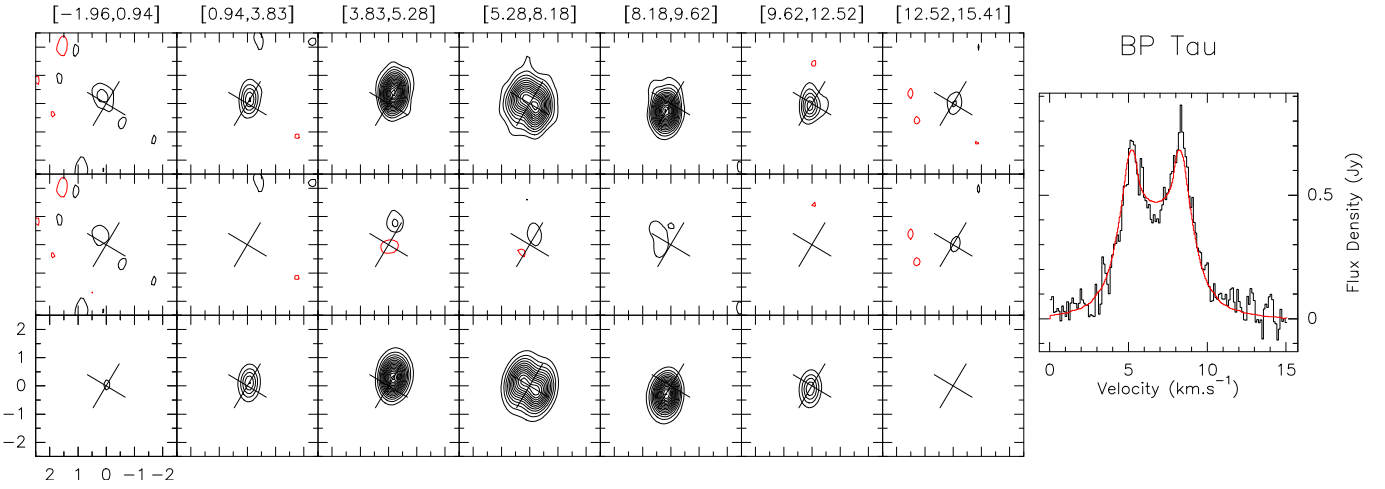 [−1.96,0.94] [0.94,3.83] [3.83,5.28] [5.28,8.18] [8.18,9.62] [9.62,12.52] [12.52,15.41]
BP Tau
0.5
0
Flux Density (Jy)
0 5 10 15
Velocity (km.s⁻¹)
2
1
0
−1
−2
2 1 0 −1 −2